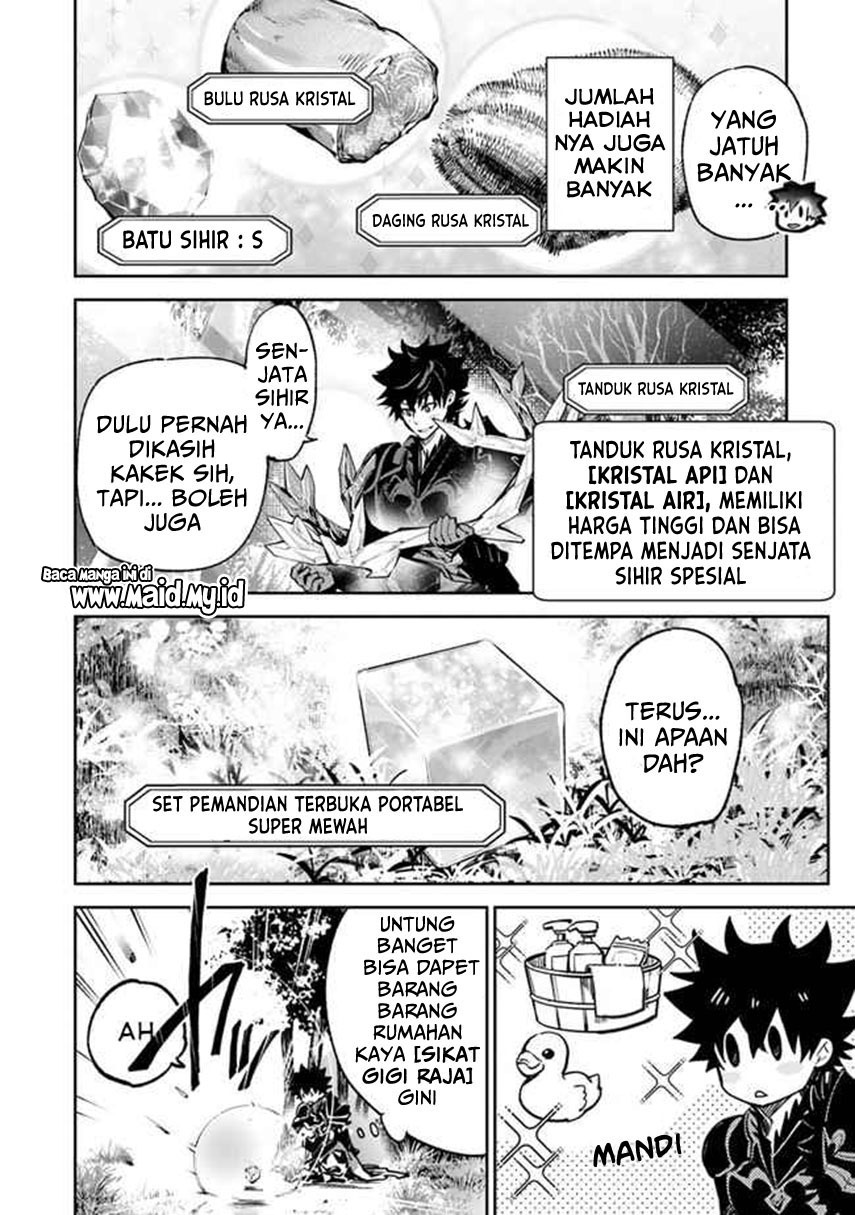 YANG
JATUH
BANYAK
...
JUMLAH
HADIAH
NYA JUGA
MAKIN
BANYAK
BULU RUSA KRISTAL
DAGING RUSA KRISTAL
BATU SIHIR : S
TANDUK RUSA KRISTAL
TANDUK RUSA KRISTAL,
[KRISTAL API] DAN
[KRISTAL AIR], MEMILIKI
HARGA TINGGI DAN BISA
DITEMPA MENJADI SENJATA
SIHIR SPESIAL
SEN-
JATA
SIHIR
YA...
DULU PERNAH
DIKASIH
KAKEK SIH,
TAPI... BOLEH
JUGA
Baca Manga ini di
www.Maid.My.id
TERUS...
INI APAAN
DAH?
SET PEMANDIAN TERBUKA PORTABEL
SUPER MEWAH
MANDI
UNTUNG
BANGET
BISA DAPET
BARANG
BARANG
RUMAHAN
KAYA [SIKAT
GIGI RAJA]
GINI
AH